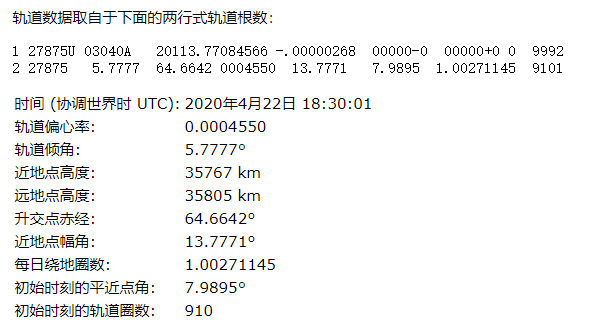 轨道数据取自于下面的两行式轨道根数：
1 27875U 03040A   20113.77084566 -.00000268  00000-0  00000+0 0  9992
2 27875   5.7777  64.6642 0004550  13.7771   7.9895  1.00271145  9101
时间 (协调世界时 UTC): 2020年4月22日 18:30:01
轨道偏心率: 0.0004550
轨道倾角: 5.7777°
近地点高度: 35767 km
远地点高度: 35805 km
升交点赤经: 64.6642°
近地点幅角: 13.7771°
每日绕地圈数: 1.00271145
初始时刻的平近点角: 7.9895°
初始时刻的轨道圈数: 910